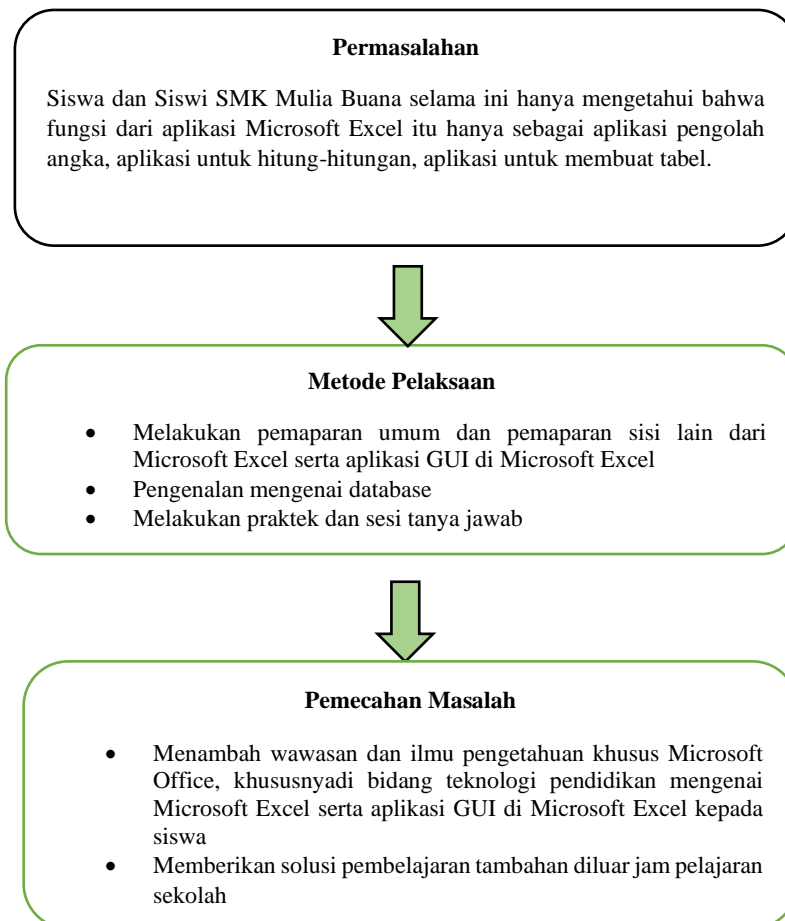 Permasalahan
Siswa dan Siswi SMK Mulia Buana selama ini hanya mengetahui bahwa
fungsi dari aplikasi Microsoft Excel itu hanya sebagai aplikasi pengolah
angka, aplikasi untuk hitung-hitungan, aplikasi untuk membuat tabel.
Metode Pelaksaan
• Melakukan pemaparan umum dan pemaparan sisi lain dari
Microsoft Excel serta aplikasi GUI di Microsoft Excel
• Pengenalan mengenai database
• Melakukan praktek dan sesi tanya jawab
Pemecahan Masalah
• Menambah wawasan dan ilmu pengetahuan khusus Microsoft
Office, khususnyadi bidang teknologi pendidikan mengenai
Microsoft Excel serta aplikasi GUI di Microsoft Excel kepada
siswa
• Memberikan solusi pembelajaran tambahan diluar jam pelajaran
sekolah